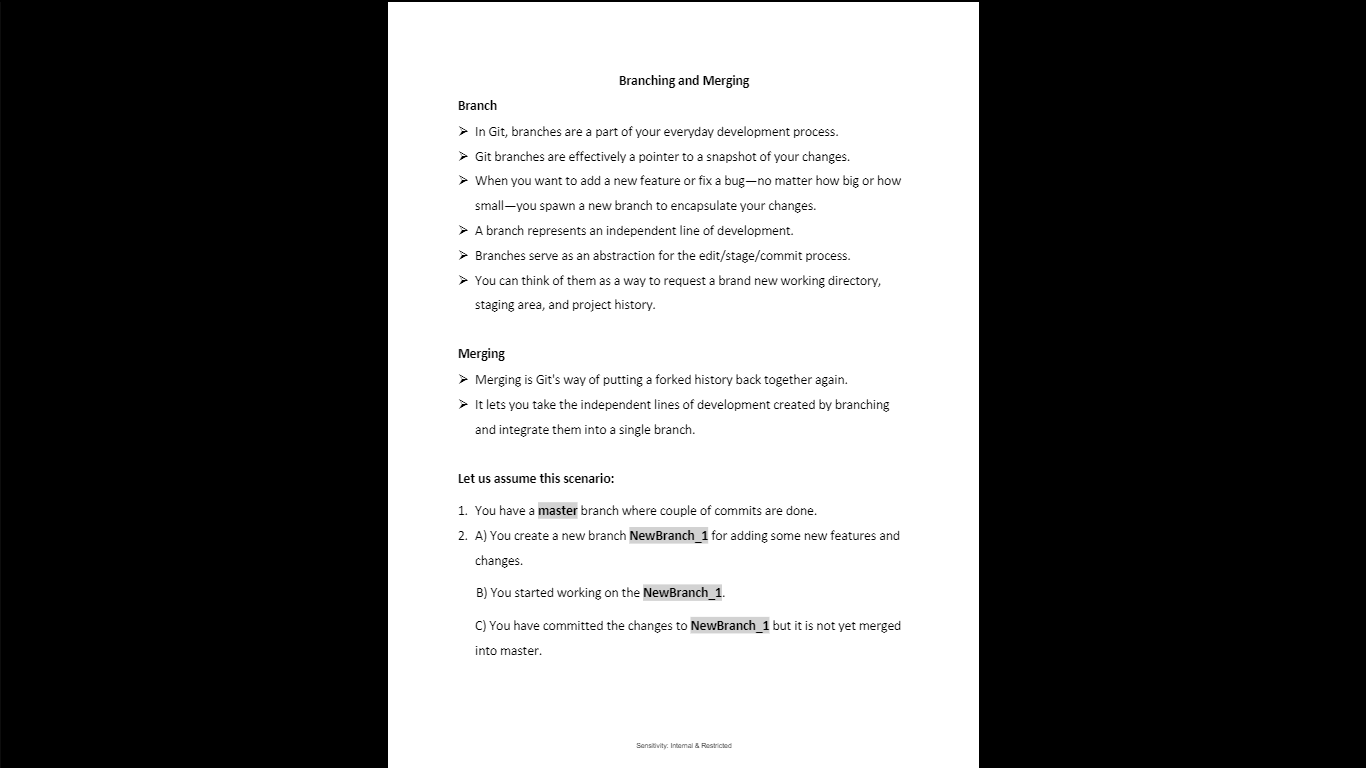 Branching and Merging
Branch
➢ In Git, branches are a part of your everyday development process.
➢ Git branches are effectively a pointer to a snapshot of your changes.
➢ When you want to add a new feature or fix a bug—no matter how big or how
small—you spawn a new branch to encapsulate your changes.
➢ A branch represents an independent line of development.
➢ Branches serve as an abstraction for the edit/stage/commit process.
➢ You can think of them as a way to request a brand new working directory,
staging area, and project history.
Merging
➢ Merging is Git's way of putting a forked history back together again.
➢ It lets you take the independent lines of development created by branching
and integrate them into a single branch.
Let us assume this scenario:
1. You have a master branch where couple of commits are done.
2. A) You create a new branch NewBranch_1 for adding some new features and
changes.
B) You started working on the NewBranch_1.
C) You have committed the changes to NewBranch_1 but it is not yet merged
into master.
Sensitivity: Internal & Restricted